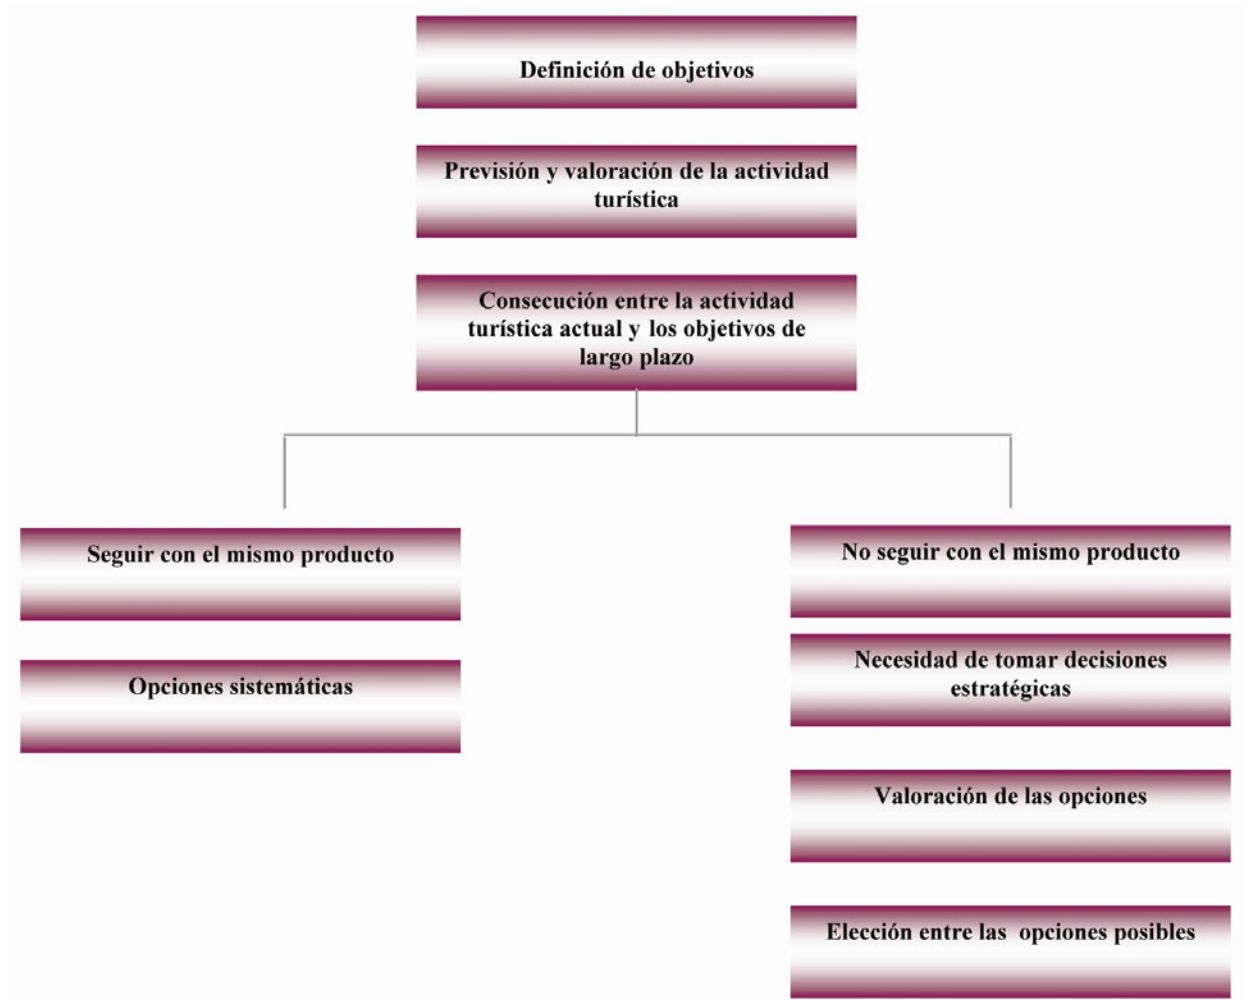 Definición de objetivos
Previsión y valoración de la actividad
turística
Consecución entre la actividad
turística actual y los objetivos de
largo plazo
Seguir con el mismo producto
Opciones sistemáticas
No seguir con el mismo producto
Necesidad de tomar decisiones
estratégicas
Valoración de las opciones
Elección entre las opciones posibles